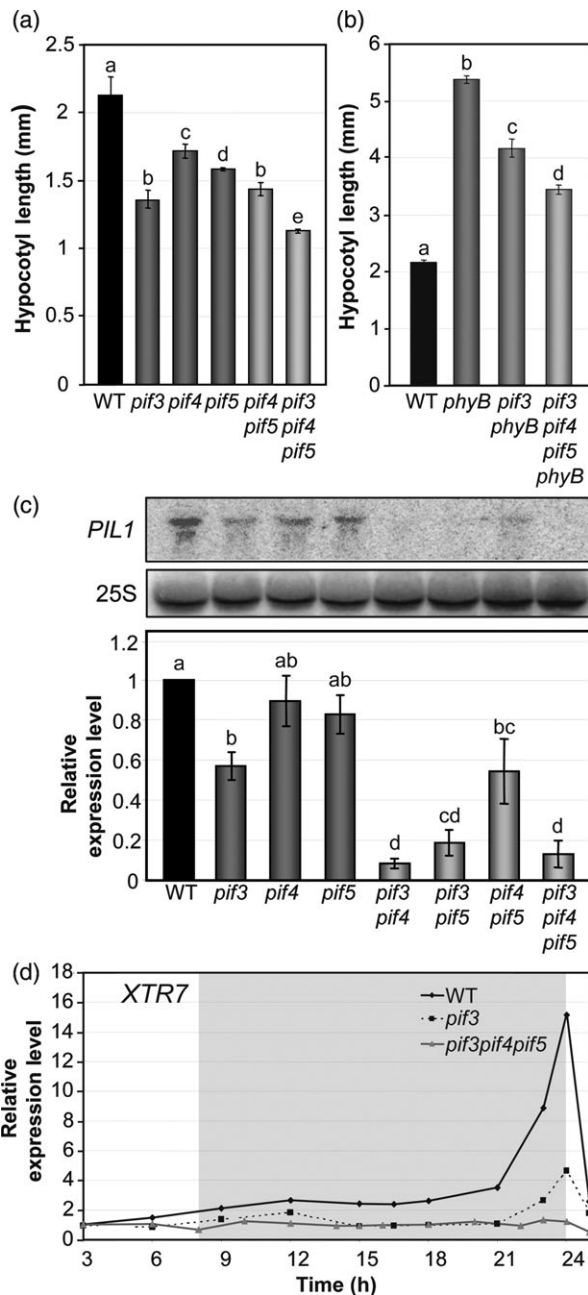 (a)
Hypocotyl length (mm)
2.5
2
1.5
1
0.5
0
a
b
c
d
b
e
WT
pif3
pif4
pif5
pif4
pif5
pif3
pif4
pif5
(b)
Hypocotyl length (mm)
6
5
4
3
2
1
0
a
b
c
d
WT
phyB
pif3
phyB
pif3
pif4
pif5
phyB
(c)
PIL1
25S
Relative
expression level
1.2
1
0.8
0.6
0.4
0.2
0
a
b
ab
ab
d
cd
bc
d
WT
pif3
pif4
pif5
pif3
pif4
pif3
pif5
pif4
pif5
pif3
pif4
pif5
(d)
XTR7
WT
pif3
pif3pif4pif5
Relative
expression level
18
16
14
12
10
8
6
4
2
0
3 6 9 12 15 18 21 24
Time (h)